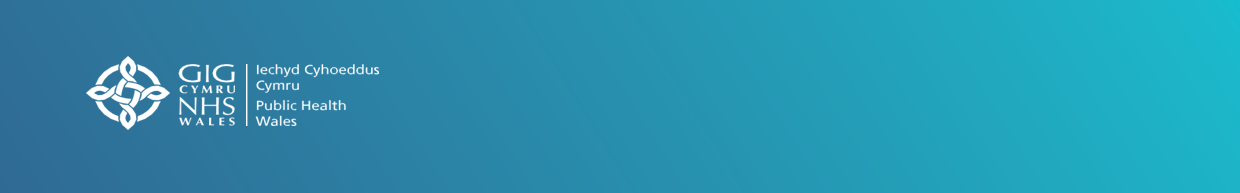 GIG
CYMRU
NHS
WALES
Iechyd Cyhoeddus
Cymru
Public Health
Wales